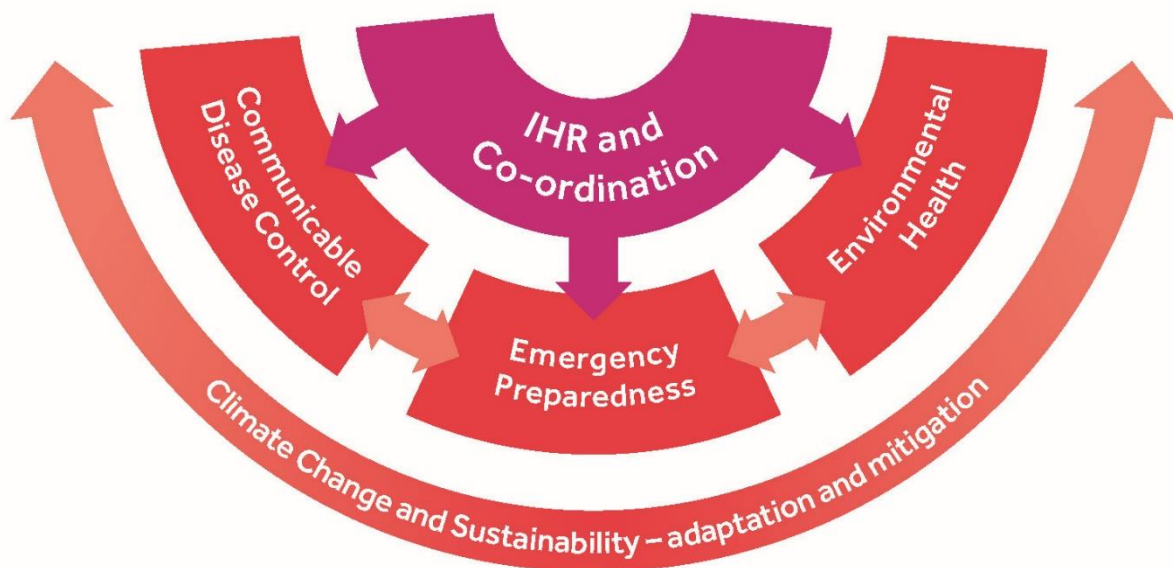 IHR and
Co-ordination
Communicable
Disease Control
Emergency
Preparedness
Environmental
Health
Climate Change and Sustainability – adaptation and mitigation